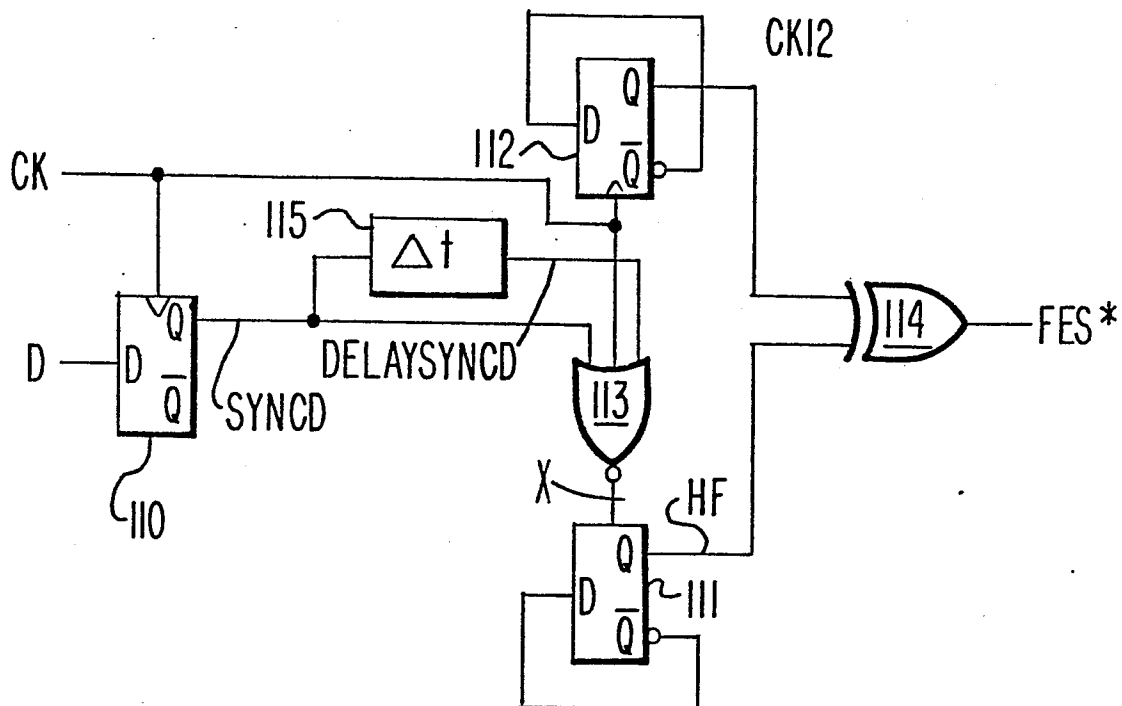 CK12
Q
D
Q̅
112
CK
115
Δt
Q
D
D
Q̅
DELAYSYNCD
SYNCD
113
114
FES*
110
X
HF
Q
D
111
Q̅